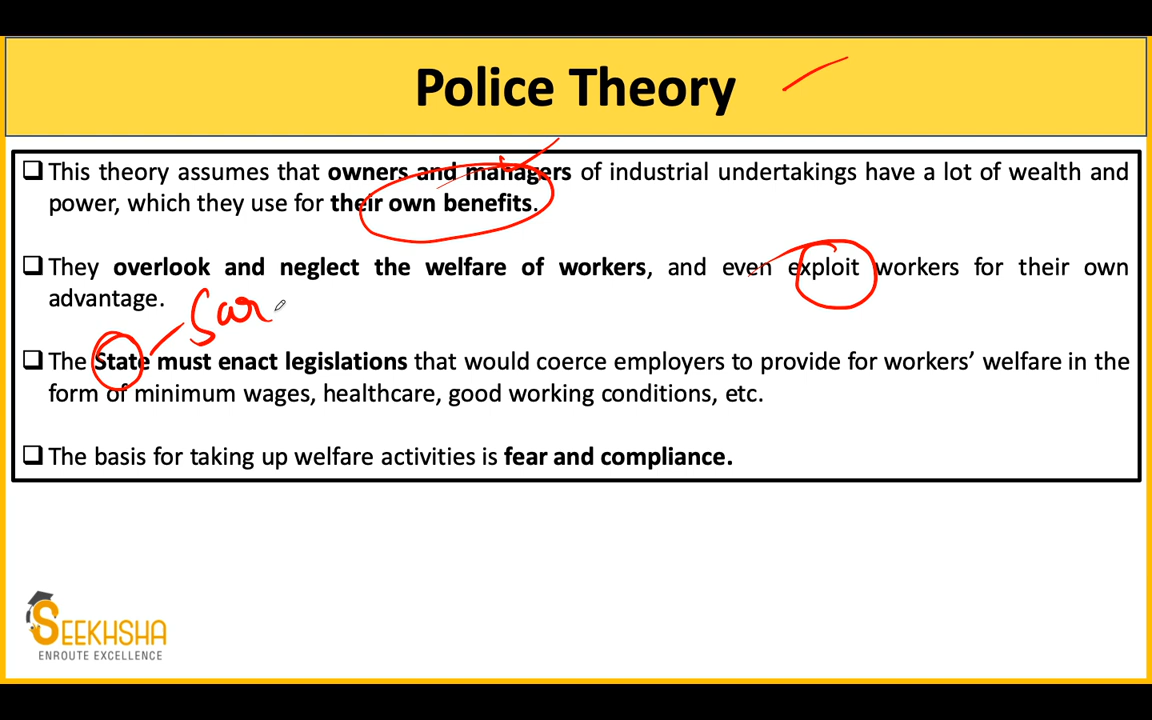 Police Theory
❑ This theory assumes that owners and managers of industrial undertakings have a lot of wealth and
power, which they use for their own benefits.
❑ They overlook and neglect the welfare of workers, and even exploit workers for their own
advantage.
Sar
❑ The State must enact legislations that would coerce employers to provide for workers’ welfare in the
form of minimum wages, healthcare, good working conditions, etc.
❑ The basis for taking up welfare activities is fear and compliance.
SEEKHSHA
ENROUTE EXCELLENCE